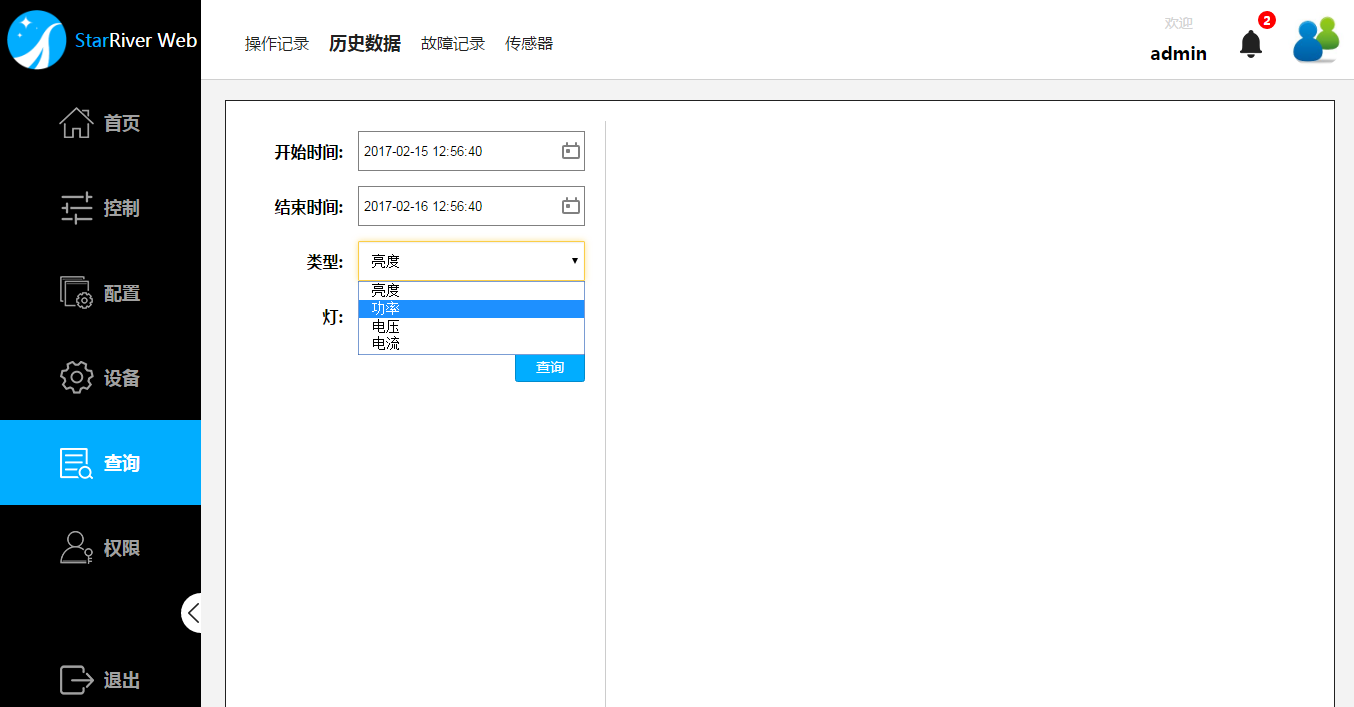 StarRiver Web
操作记录 历史数据 故障记录 传感器
欢迎
admin
2
首页
控制
配置
设备
查询
权限
退出
开始时间: 2017-02-15 12:56:40
结束时间: 2017-02-16 12:56:40
类型: 亮度
亮度
功率
电压
电流
灯:
查询